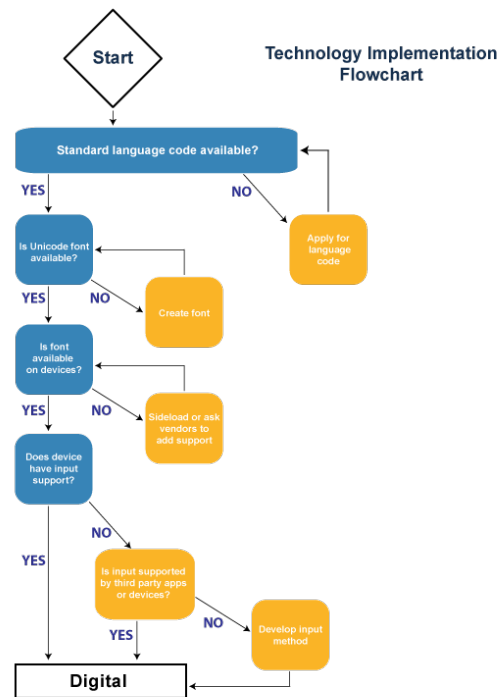 Start
Technology Implementation
Flowchart
Standard language code available?
YES
NO
Is Unicode font
available?
Apply for
language
code
YES
NO
Create font
Is font
available
on devices?
YES
NO
Sideload or ask
vendors to
add support
Does device
have input
support?
NO
YES
Is input supported
by third party apps
or devices?
YES
NO
Develop input
method
Digital